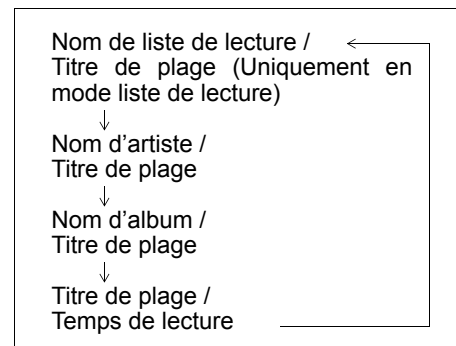 Nom de liste de lecture /
Titre de plage (Uniquement en
mode liste de lecture)
Nom d'artiste /
Titre de plage
Nom d'album /
Titre de plage
Titre de plage /
Temps de lecture